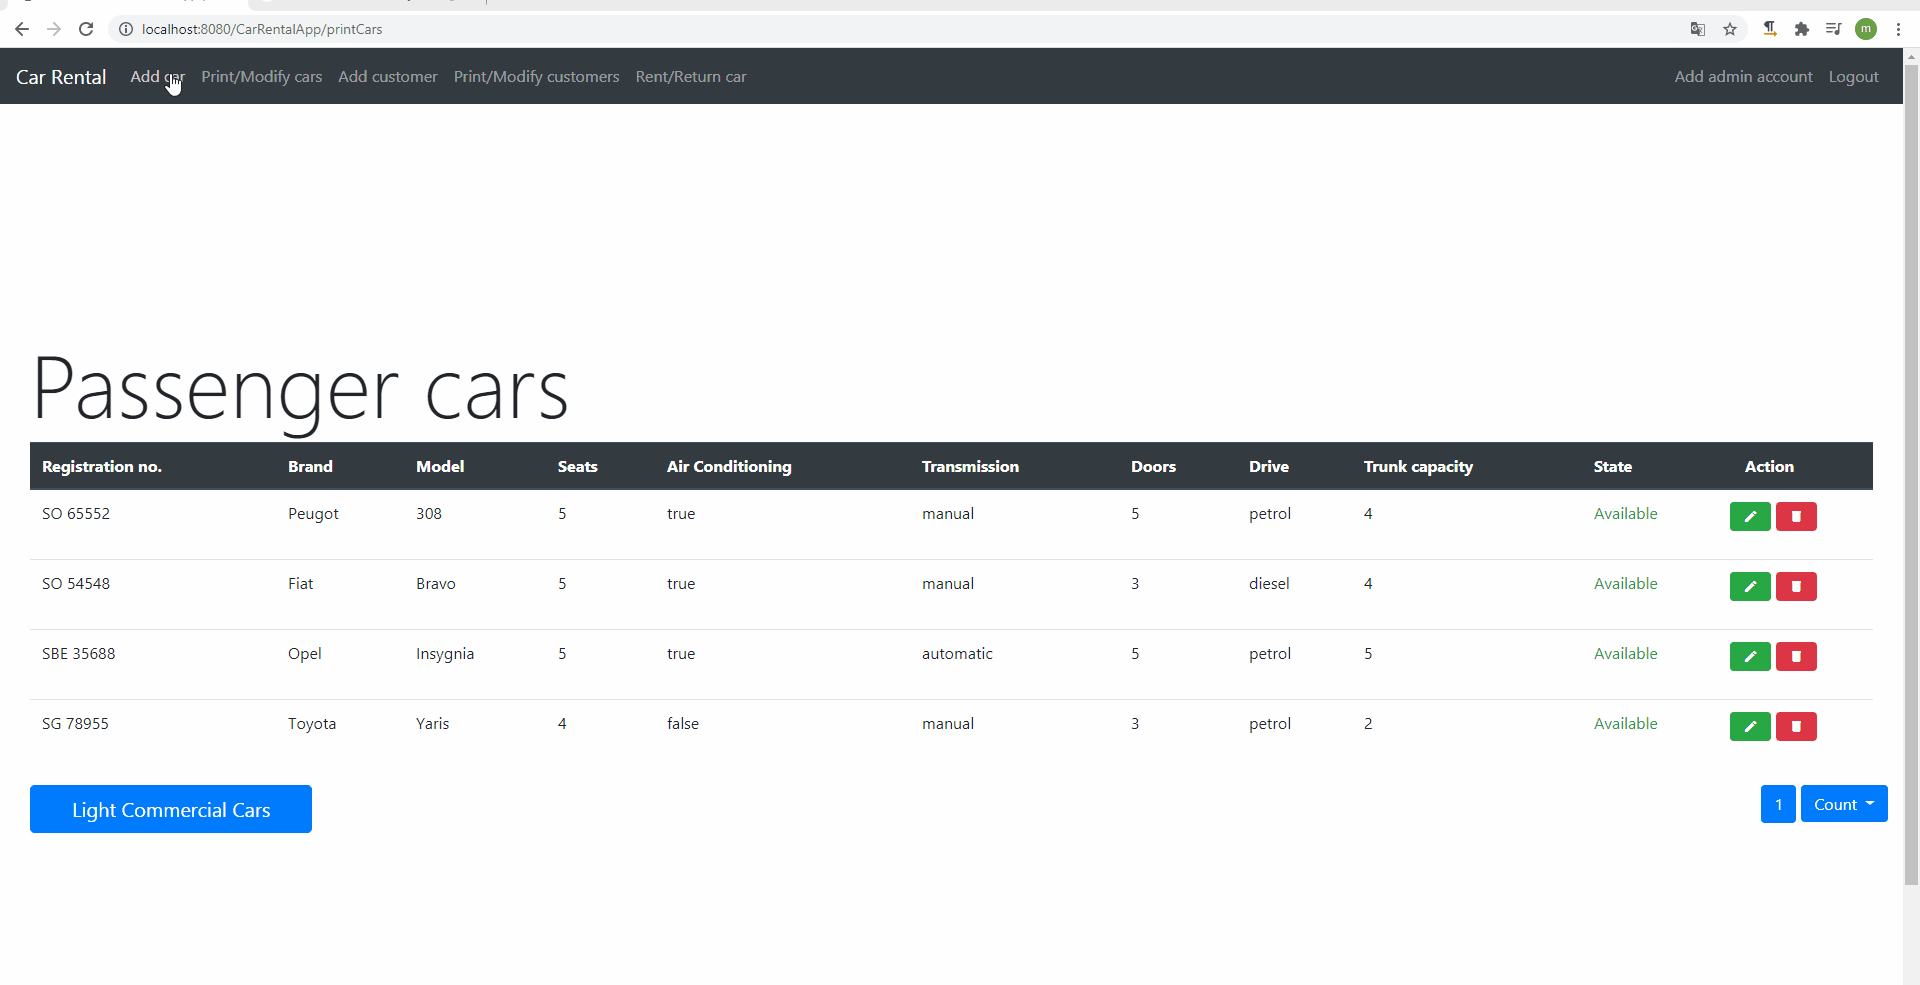 localhost:8080/CarRentalApp/printCars
m
Car Rental Add car Print/Modify cars Add customer Print/Modify customers Rent/Return car Add admin account Logout
Passenger cars
Registration no. Brand Model Seats Air Conditioning Transmission Doors Drive Trunk capacity State Action
SO 65552 Peugot 308 5 true manual 5 petrol 4 Available
SO 54548 Fiat Bravo 5 true manual 3 diesel 4 Available
SBE 35688 Opel Insygnia 5 true automatic 5 petrol 5 Available
SG 78955 Toyota Yaris 4 false manual 3 petrol 2 Available
Light Commercial Cars 1 Count